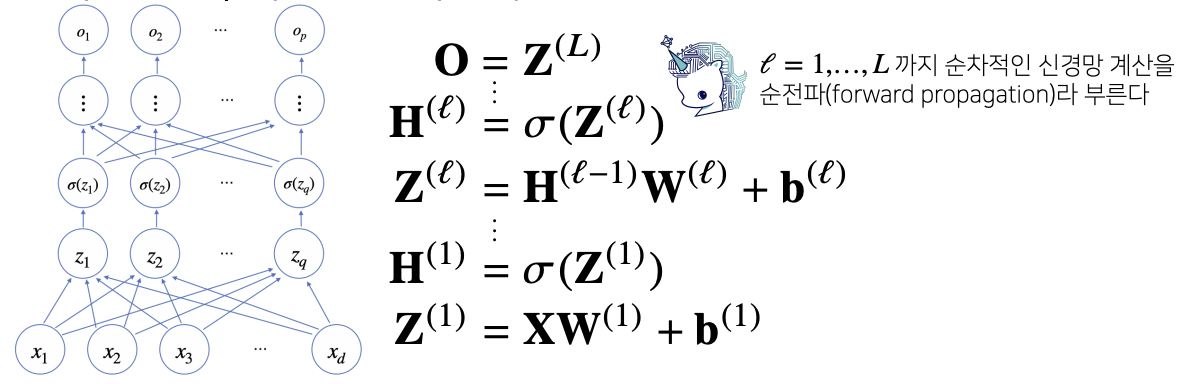 o₁ o₂ ... oₚ
⋮ ⋮ ... ⋮
σ(z₁) σ(z₂) ... σ(z_q)
z₁ z₂ ... z_q
x₁ x₂ x₃ ... x_d
O = Z^(L)
⋮
H^(ℓ) = σ(Z^(ℓ))
Z^(ℓ) = H^(ℓ−1)W^(ℓ) + b^(ℓ)
⋮
H^(1) = σ(Z^(1))
Z^(1) = XW^(1) + b^(1)
ℓ = 1,…, L 까지 순차적인 신경망 계산을
순전파(forward propagation)라 부른다